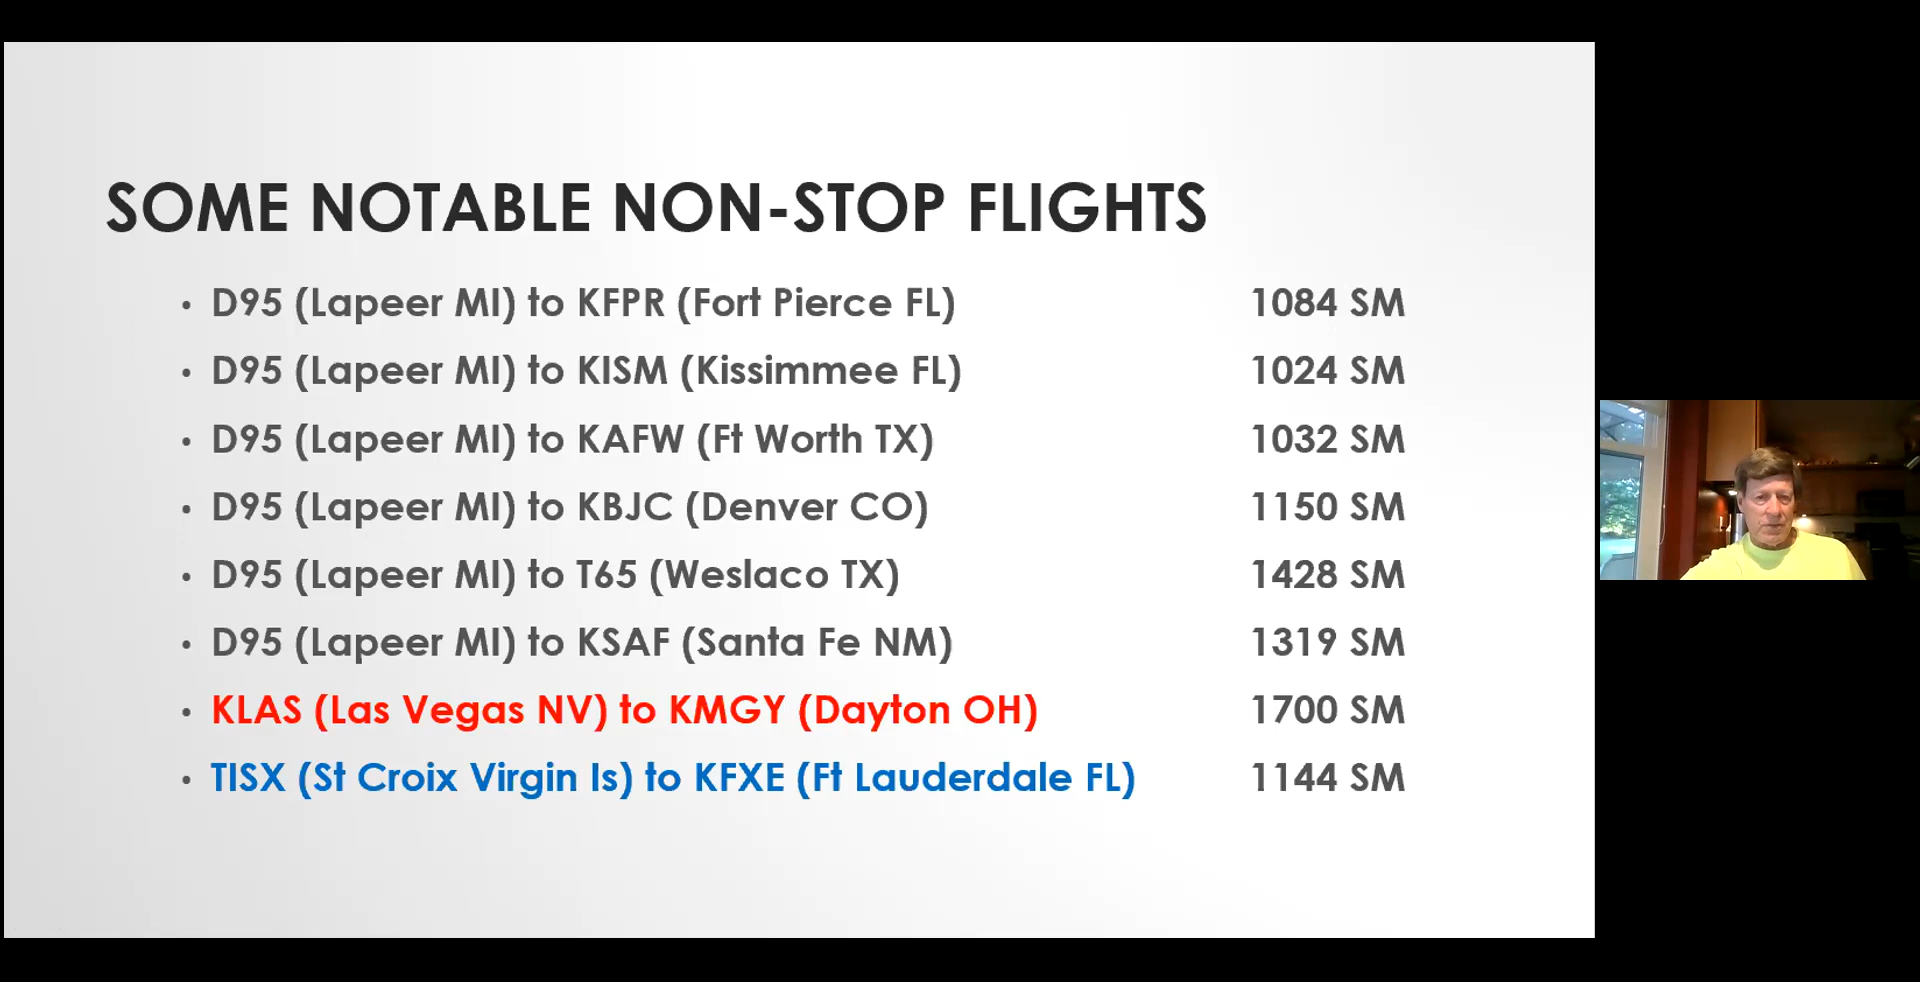 SOME NOTABLE NON-STOP FLIGHTS
• D95 (Lapeer MI) to KFPR (Fort Pierce FL) 1084 SM
• D95 (Lapeer MI) to KISM (Kissimmee FL) 1024 SM
• D95 (Lapeer MI) to KAFW (Ft Worth TX) 1032 SM
• D95 (Lapeer MI) to KBJC (Denver CO) 1150 SM
• D95 (Lapeer MI) to T65 (Weslaco TX) 1428 SM
• D95 (Lapeer MI) to KSAF (Santa Fe NM) 1319 SM
• KLAS (Las Vegas NV) to KMGY (Dayton OH) 1700 SM
• TISX (St Croix Virgin Is) to KFXE (Ft Lauderdale FL) 1144 SM